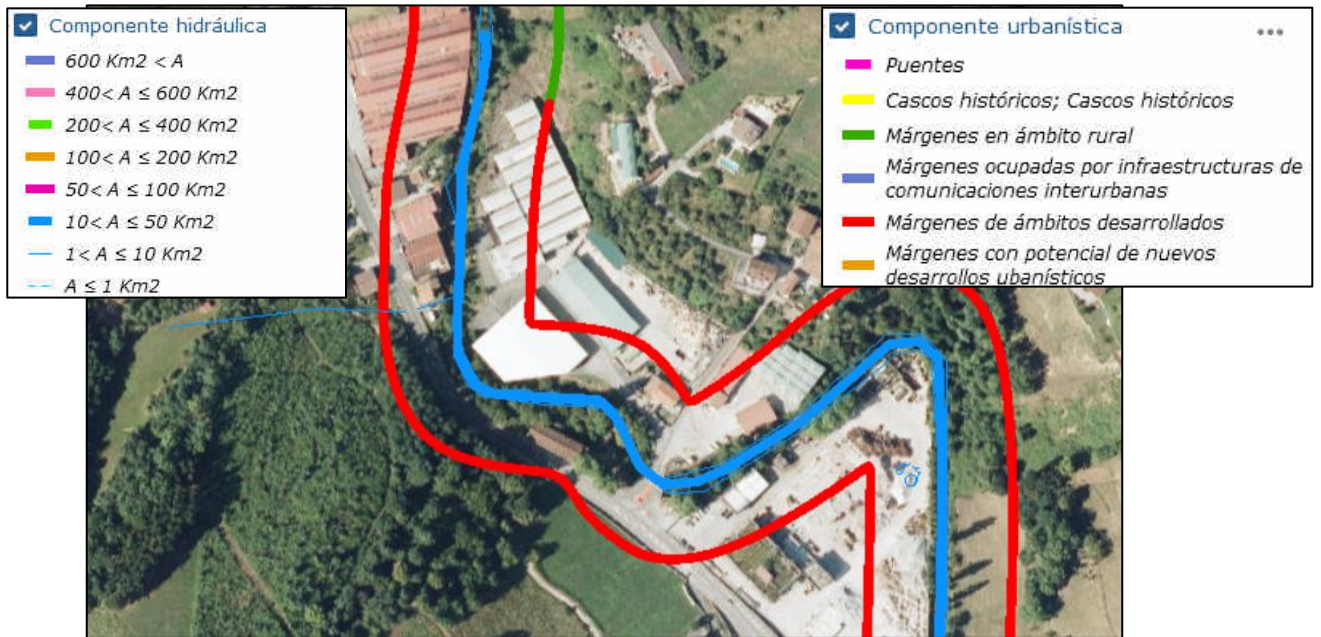 Componente hidráulica
600 Km2 < A
400< A ≤ 600 Km2
200< A ≤ 400 Km2
100< A ≤ 200 Km2
50< A ≤ 100 Km2
10< A ≤ 50 Km2
1< A ≤ 10 Km2
A ≤ 1 Km2
Componente urbanística
Puentes
Cascos históricos; Cascos históricos
Márgenes en ámbito rural
Márgenes ocupadas por infraestructuras de
comunicaciones interurbanas
Márgenes de ámbitos desarrollados
Márgenes con potencial de nuevos
desarrollos ubanísticos